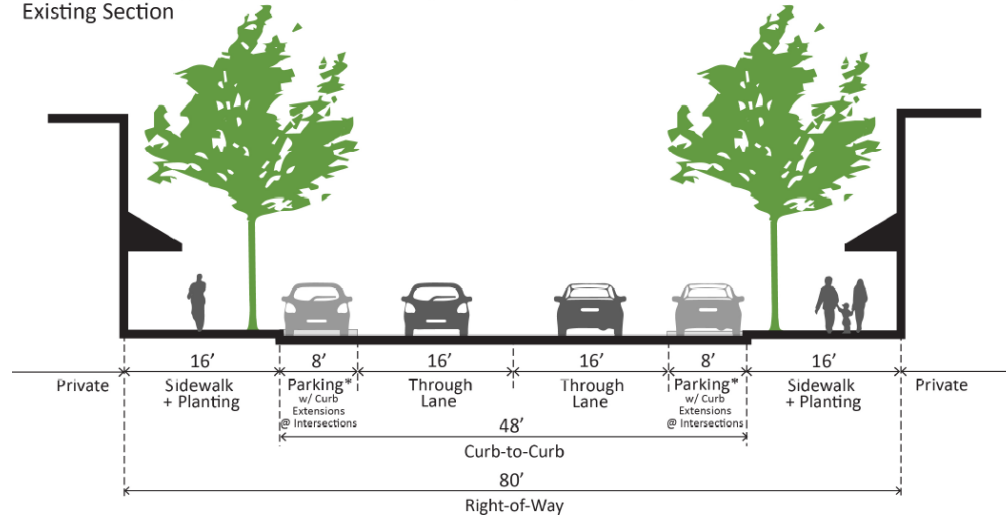 Existing Section
16’ 8’ 16’ 16’ 8’ 16’
Private Sidewalk Parking* Through Through Parking* Sidewalk Private
+ Planting w/ Curb Lane Lane w/ Curb + Planting
Extensions Extensions
@ Intersections @ Intersections
48’
Curb-to-Curb
80’
Right-of-Way